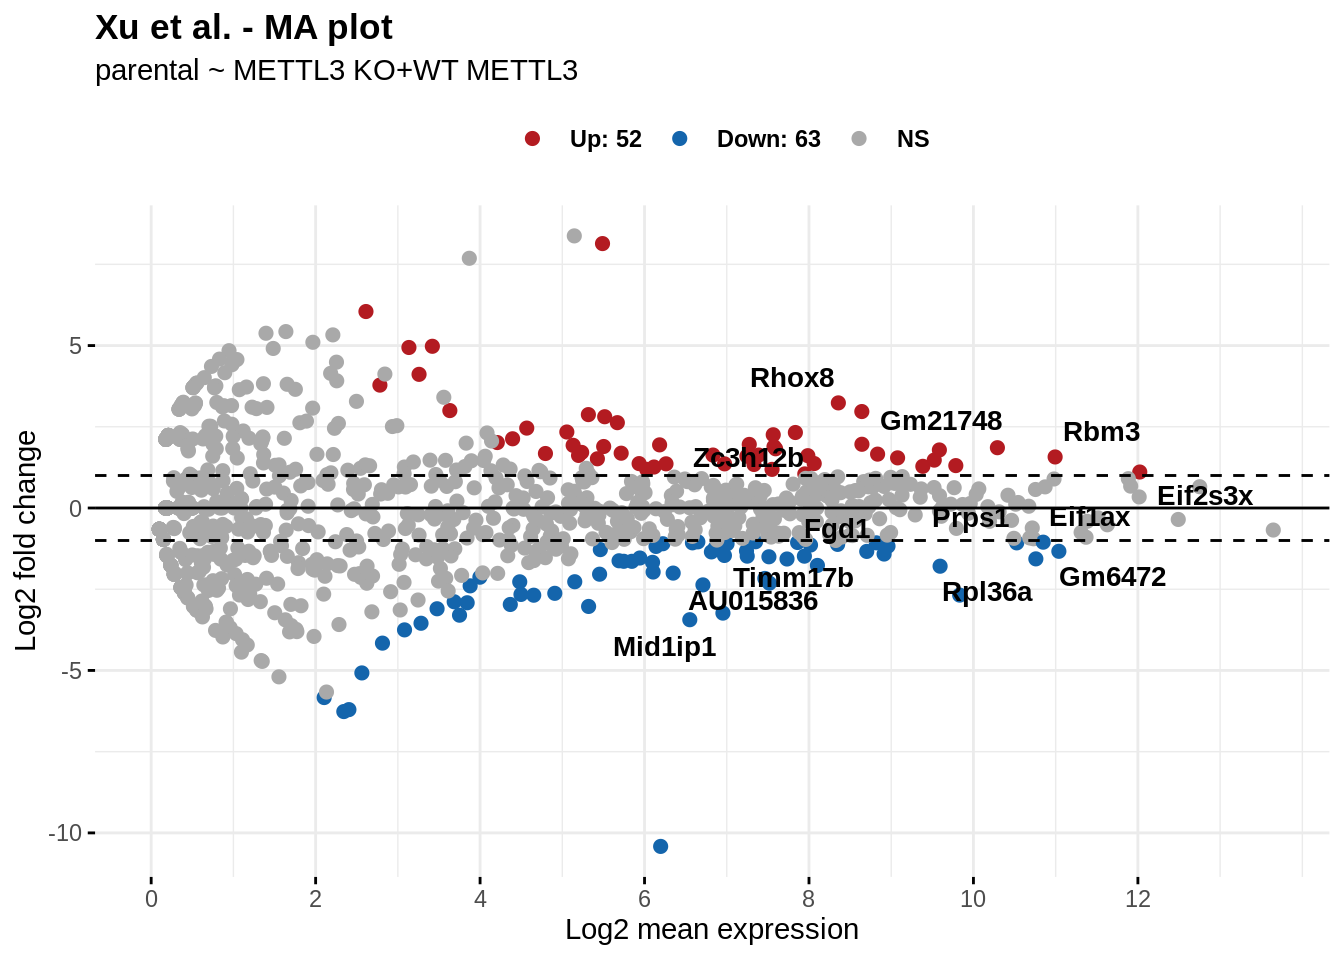 Xu et al. - MA plot
parental ~ METTL3 KO+WT METTL3
Up: 52 Down: 63 NS
Log2 fold change
5
0
-5
-10
Rhox8
Gm21748
Rbm3
Zc3h12b
Eif2s3x
Prps1
Eif1ax
Fgd1
Timm17b
Gm6472
Rpl36a
AU015836
Mid1ip1
0 2 4 6 8 10 12
Log2 mean expression